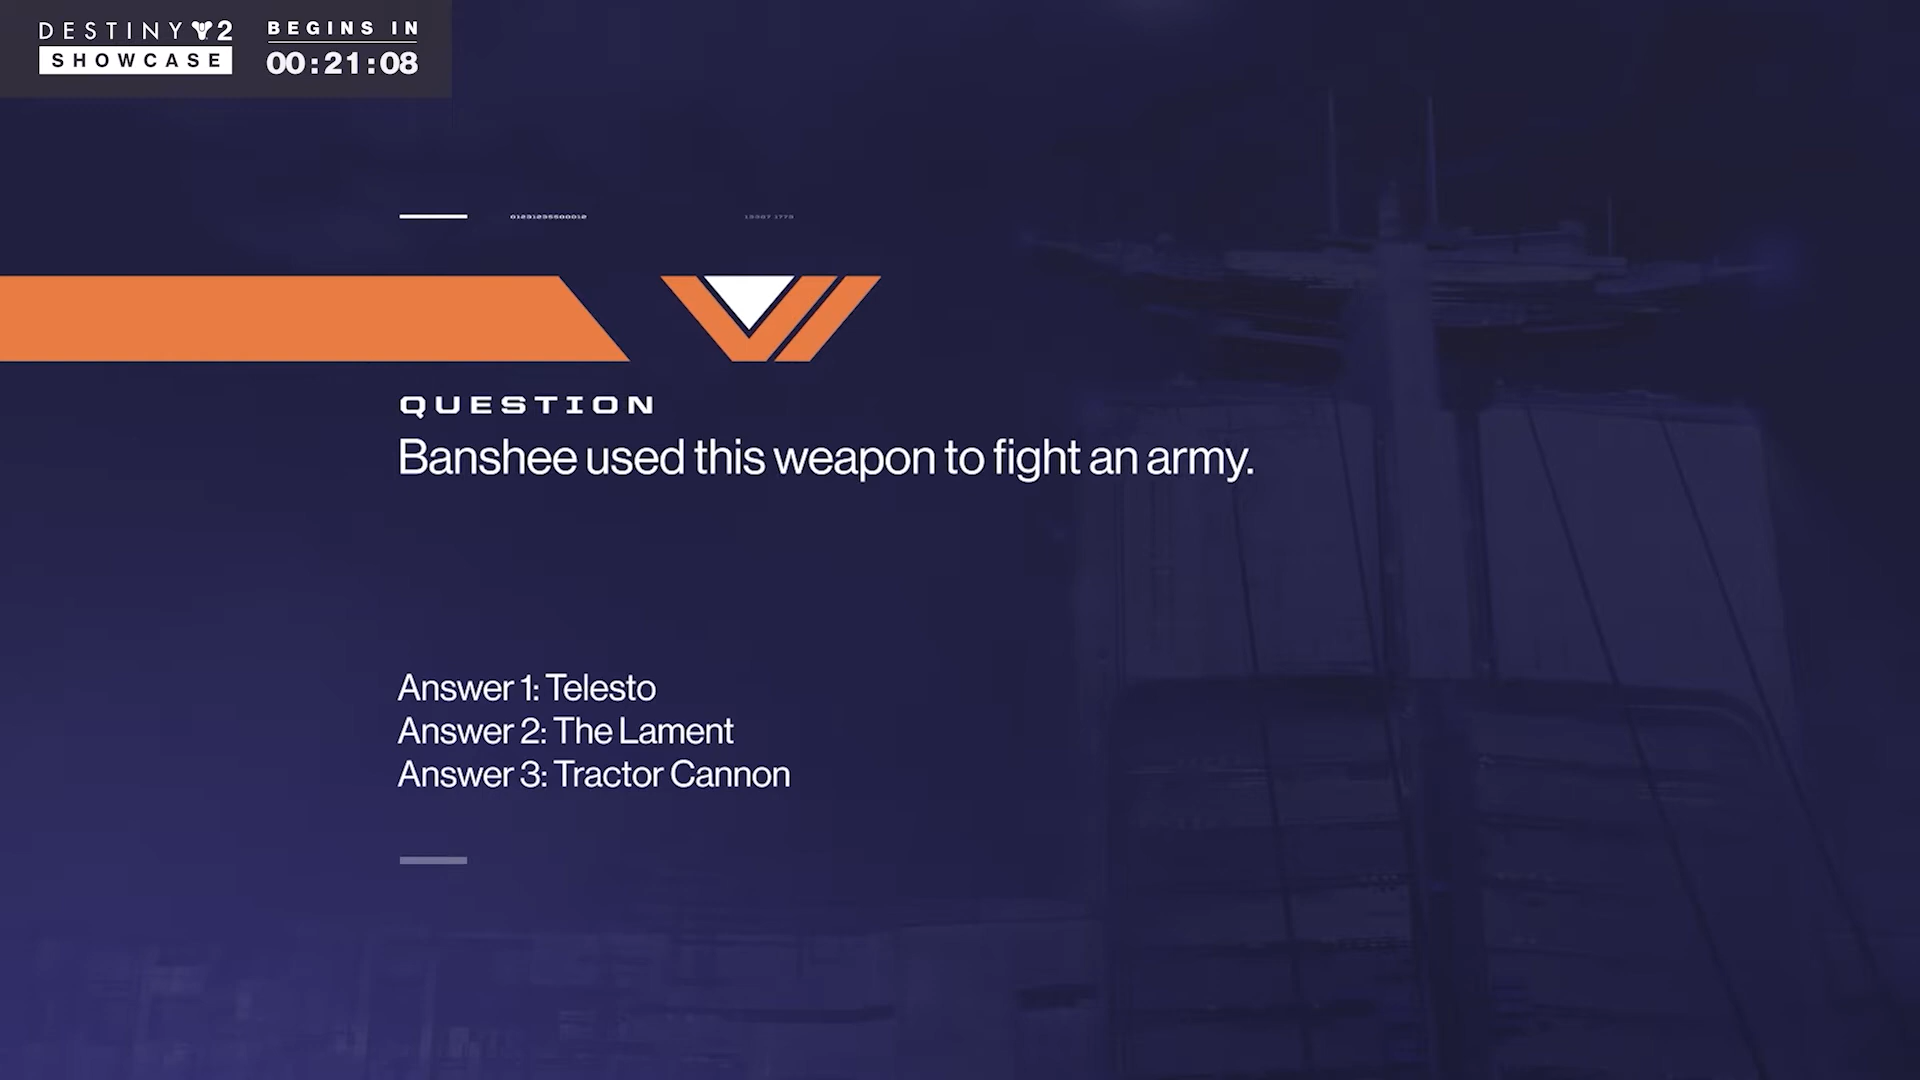 DESTINY 2
SHOWCASE
BEGINS IN
00:21:08
QUESTION
Banshee used this weapon to fight an army.
Answer 1: Telesto
Answer 2: The Lament
Answer 3: Tractor Cannon